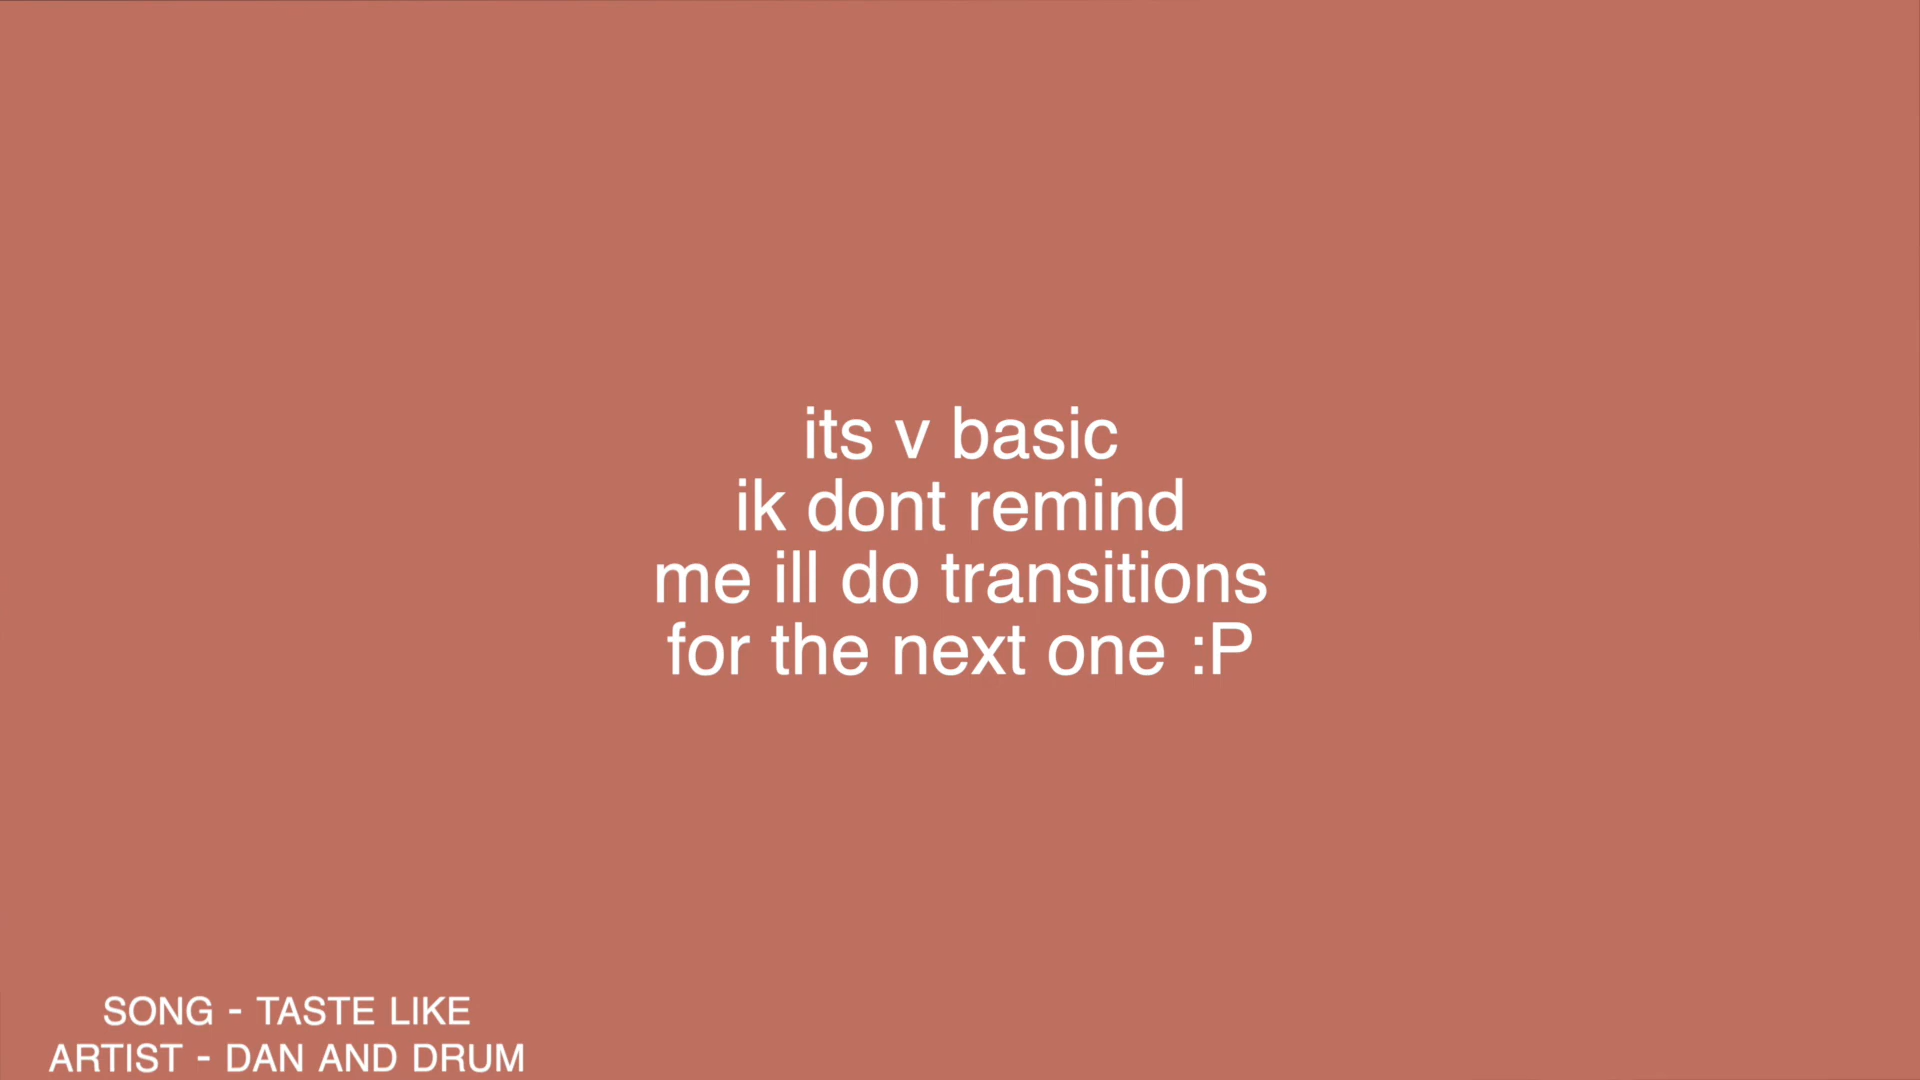 its v basic
ik dont remind
me ill do transitions
for the next one :P
SONG - TASTE LIKE
ARTIST - DAN AND DRUM